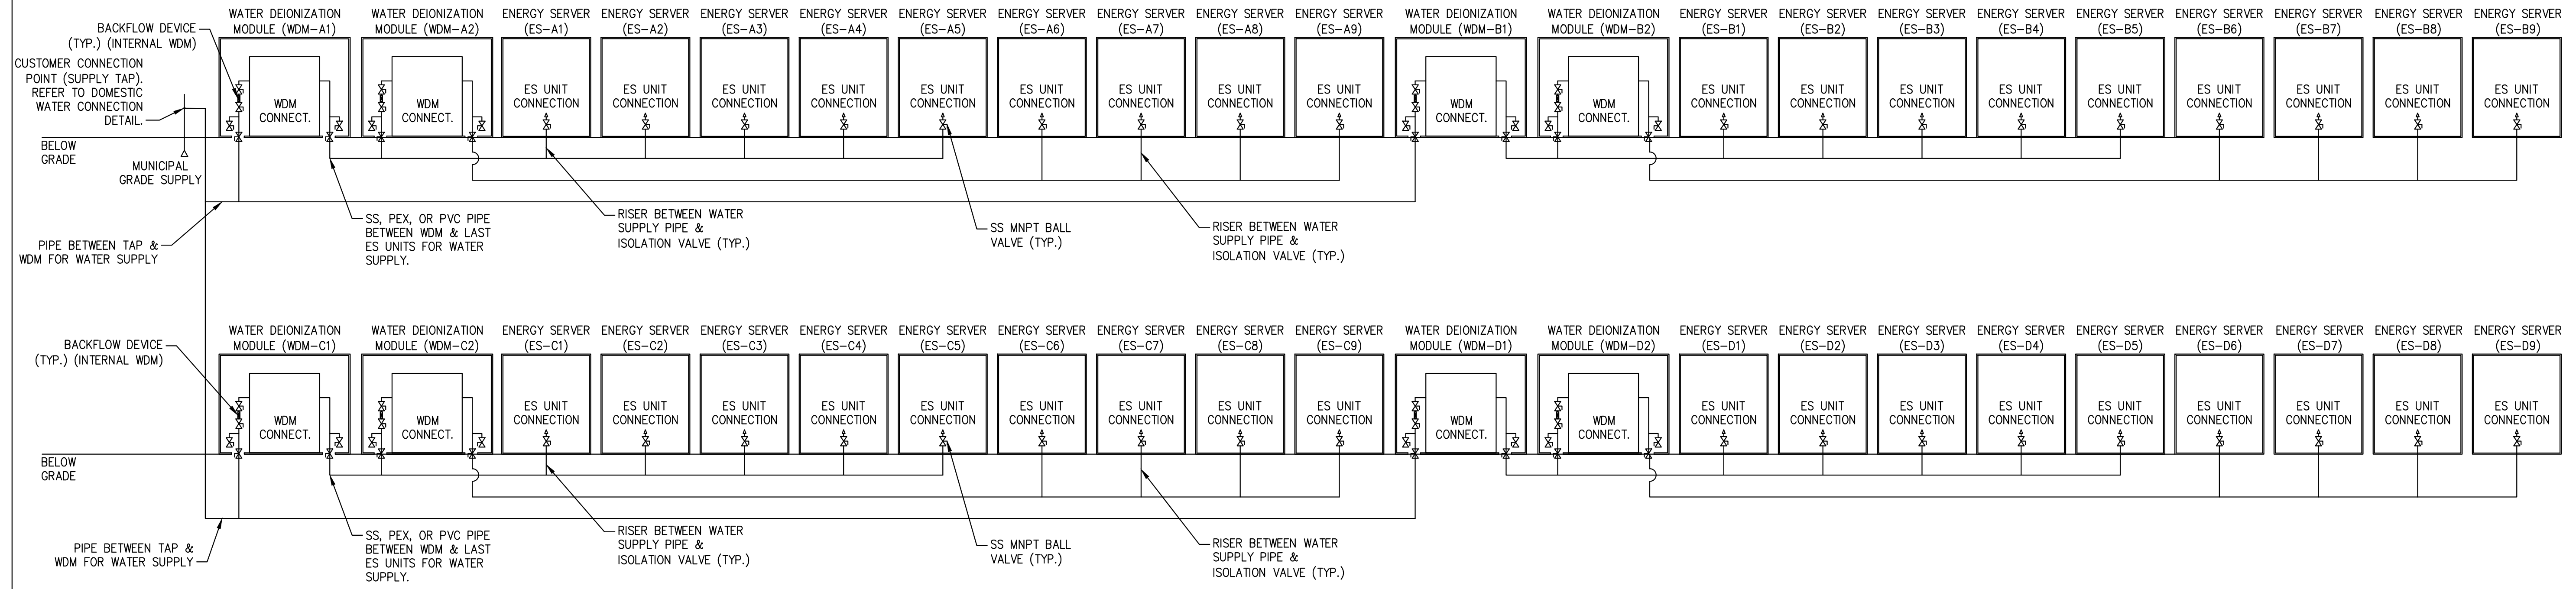 WATER DEIONIZATION
MODULE (WDM-A1)
WATER DEIONIZATION
MODULE (WDM-A2)
ENERGY SERVER
(ES-A1)
ENERGY SERVER
(ES-A2)
ENERGY SERVER
(ES-A3)
ENERGY SERVER
(ES-A4)
ENERGY SERVER
(ES-A5)
ENERGY SERVER
(ES-A6)
ENERGY SERVER
(ES-A7)
ENERGY SERVER
(ES-A8)
ENERGY SERVER
(ES-A9)
WATER DEIONIZATION
MODULE (WDM-B1)
WATER DEIONIZATION
MODULE (WDM-B2)
ENERGY SERVER
(ES-B1)
ENERGY SERVER
(ES-B2)
ENERGY SERVER
(ES-B3)
ENERGY SERVER
(ES-B4)
ENERGY SERVER
(ES-B5)
ENERGY SERVER
(ES-B6)
ENERGY SERVER
(ES-B7)
ENERGY SERVER
(ES-B8)
ENERGY SERVER
(ES-B9)
BACKFLOW DEVICE
(TYP.) (INTERNAL WDM)
CUSTOMER CONNECTION
POINT (SUPPLY TAP).
REFER TO DOMESTIC
WATER CONNECTION
DETAIL.
WDM
CONNECT.
WDM
CONNECT.
ES UNIT
CONNECTION
ES UNIT
CONNECTION
ES UNIT
CONNECTION
ES UNIT
CONNECTION
ES UNIT
CONNECTION
ES UNIT
CONNECTION
ES UNIT
CONNECTION
ES UNIT
CONNECTION
ES UNIT
CONNECTION
WDM
CONNECT.
WDM
CONNECT.
ES UNIT
CONNECTION
ES UNIT
CONNECTION
ES UNIT
CONNECTION
ES UNIT
CONNECTION
ES UNIT
CONNECTION
ES UNIT
CONNECTION
ES UNIT
CONNECTION
ES UNIT
CONNECTION
ES UNIT
CONNECTION
BELOW
GRADE
MUNICIPAL
GRADE SUPPLY
PIPE BETWEEN TAP &
WDM FOR WATER SUPPLY
SS, PEX, OR PVC PIPE
BETWEEN WDM & LAST
ES UNITS FOR WATER
SUPPLY.
RISER BETWEEN WATER
SUPPLY PIPE &
ISOLATION VALVE (TYP.)
SS MNPT BALL
VALVE (TYP.)
RISER BETWEEN WATER
SUPPLY PIPE &
ISOLATION VALVE (TYP.)
WATER DEIONIZATION
MODULE (WDM-C1)
WATER DEIONIZATION
MODULE (WDM-C2)
ENERGY SERVER
(ES-C1)
ENERGY SERVER
(ES-C2)
ENERGY SERVER
(ES-C3)
ENERGY SERVER
(ES-C4)
ENERGY SERVER
(ES-C5)
ENERGY SERVER
(ES-C6)
ENERGY SERVER
(ES-C7)
ENERGY SERVER
(ES-C8)
ENERGY SERVER
(ES-C9)
WATER DEIONIZATION
MODULE (WDM-D1)
WATER DEIONIZATION
MODULE (WDM-D2)
ENERGY SERVER
(ES-D1)
ENERGY SERVER
(ES-D2)
ENERGY SERVER
(ES-D3)
ENERGY SERVER
(ES-D4)
ENERGY SERVER
(ES-D5)
ENERGY SERVER
(ES-D6)
ENERGY SERVER
(ES-D7)
ENERGY SERVER
(ES-D8)
ENERGY SERVER
(ES-D9)
BACKFLOW DEVICE
(TYP.) (INTERNAL WDM)
WDM
CONNECT.
WDM
CONNECT.
ES UNIT
CONNECTION
ES UNIT
CONNECTION
ES UNIT
CONNECTION
ES UNIT
CONNECTION
ES UNIT
CONNECTION
ES UNIT
CONNECTION
ES UNIT
CONNECTION
ES UNIT
CONNECTION
ES UNIT
CONNECTION
WDM
CONNECT.
WDM
CONNECT.
ES UNIT
CONNECTION
ES UNIT
CONNECTION
ES UNIT
CONNECTION
ES UNIT
CONNECTION
ES UNIT
CONNECTION
ES UNIT
CONNECTION
ES UNIT
CONNECTION
ES UNIT
CONNECTION
ES UNIT
CONNECTION
BELOW
GRADE
PIPE BETWEEN TAP &
WDM FOR WATER SUPPLY
SS, PEX, OR PVC PIPE
BETWEEN WDM & LAST
ES UNITS FOR WATER
SUPPLY.
RISER BETWEEN WATER
SUPPLY PIPE &
ISOLATION VALVE (TYP.)
SS MNPT BALL
VALVE (TYP.)
RISER BETWEEN WATER
SUPPLY PIPE &
ISOLATION VALVE (TYP.)